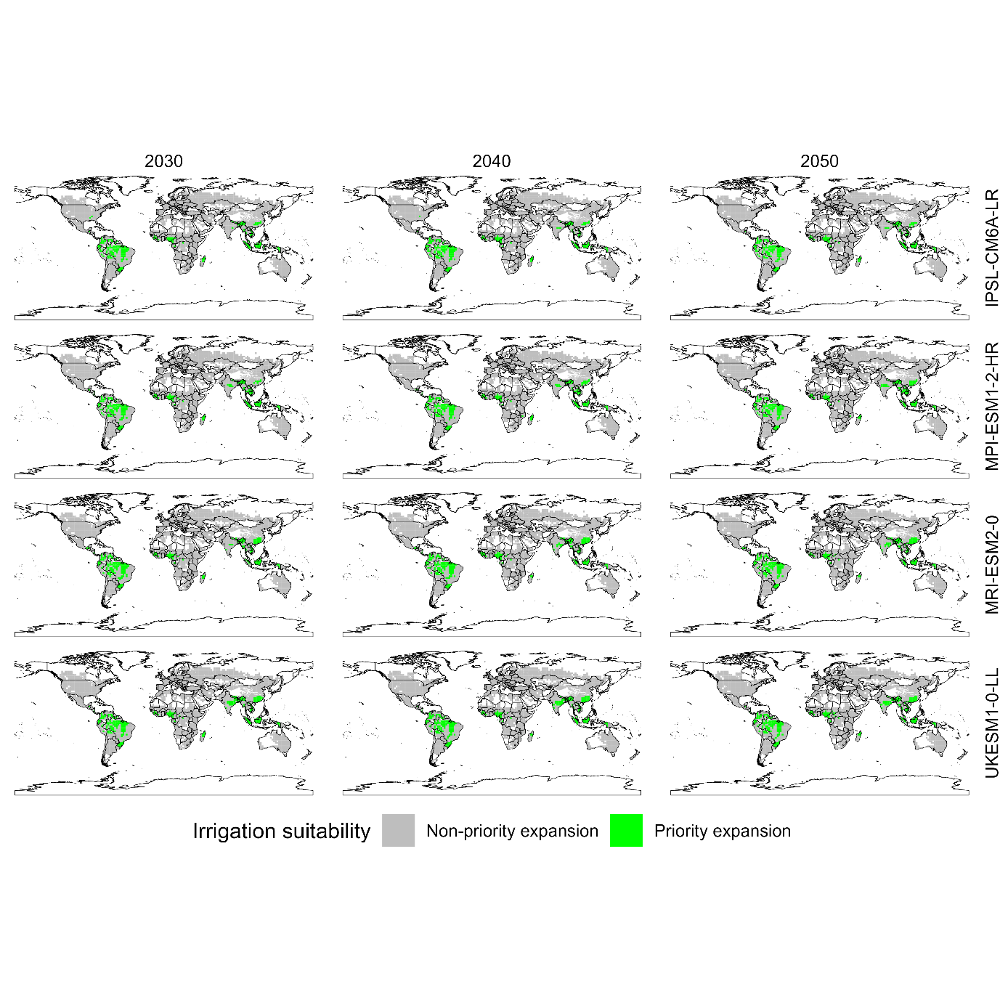 2030
2040
2050
IPSL-CM6A-LR
MPI-ESM1-2-HR
MRI-ESM2-0
UKESM1-0-LL
Irrigation suitability
Non-priority expansion
Priority expansion